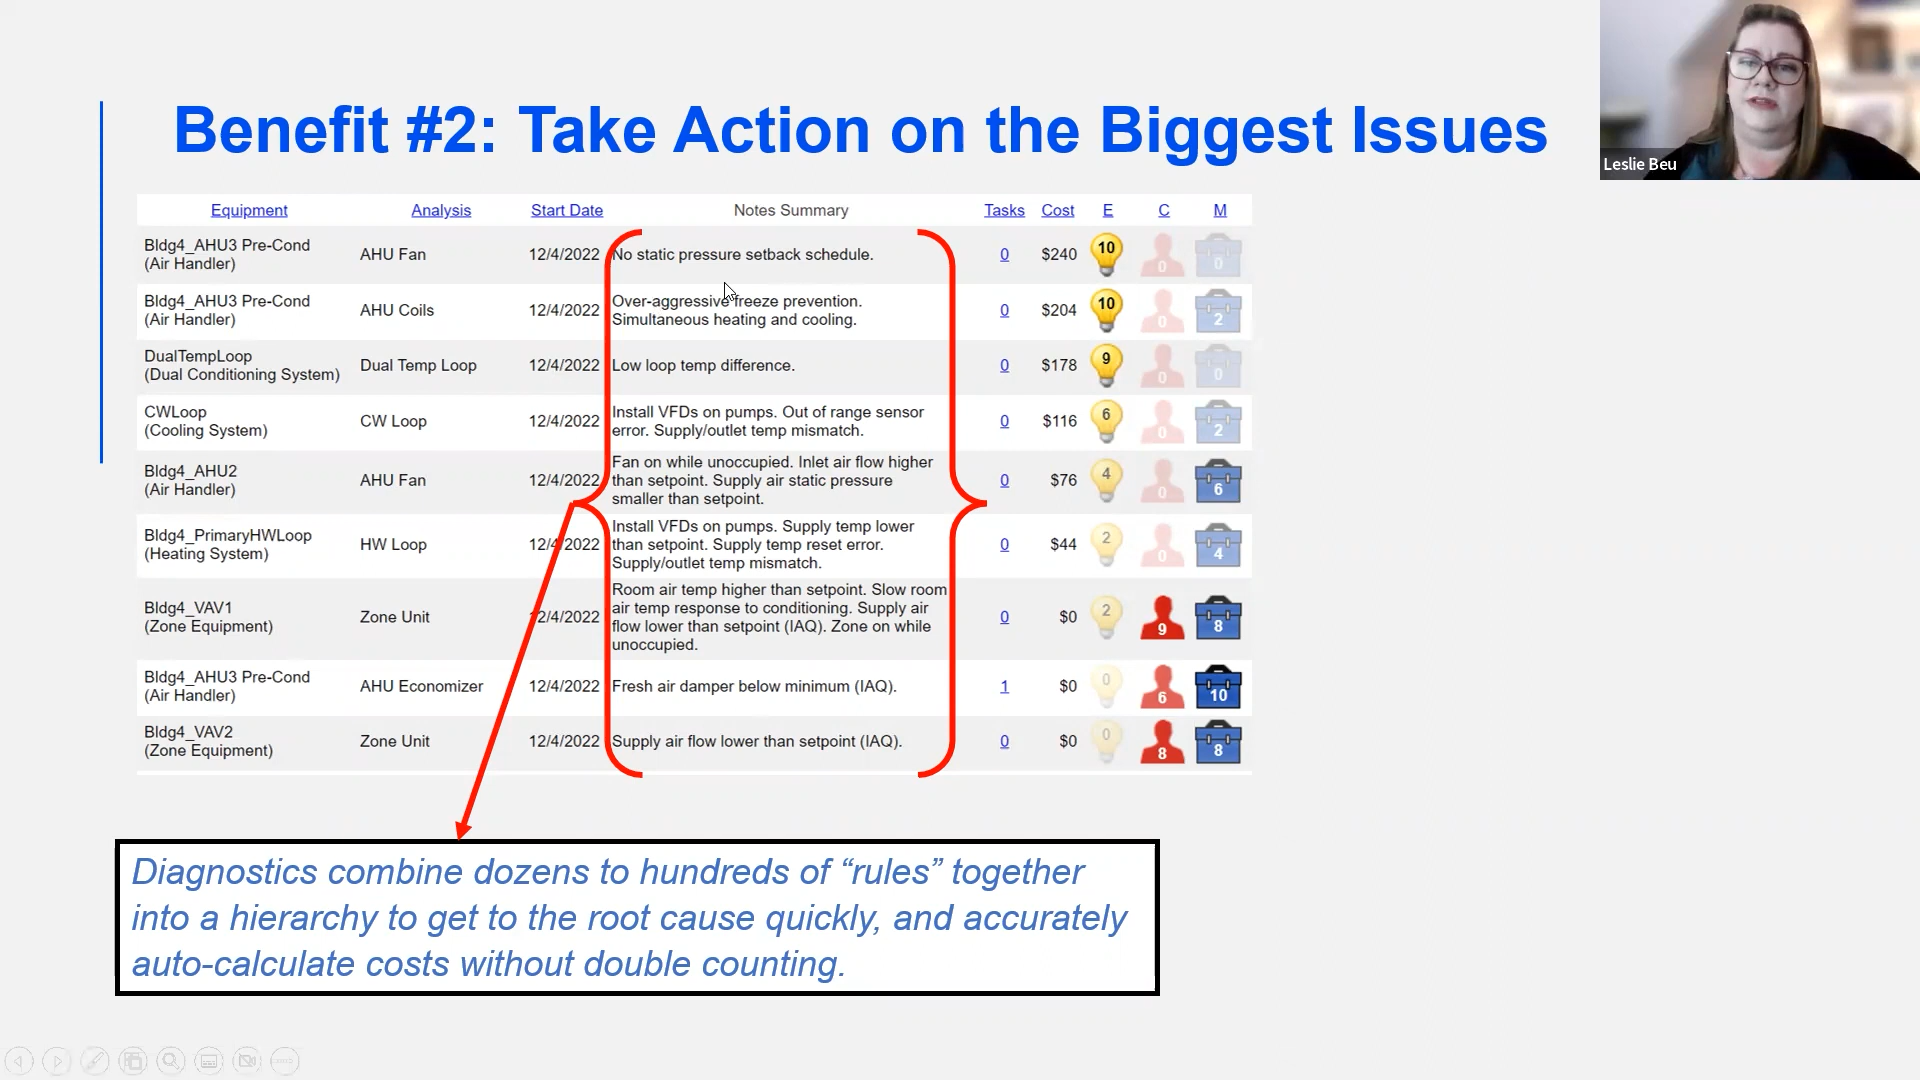 Benefit #2: Take Action on the Biggest Issues
Leslie Beu
Equipment Analysis Start Date Notes Summary Tasks Cost E C M
Bldg4_AHU3 Pre-Cond
(Air Handler) AHU Fan 12/4/2022 No static pressure setback schedule. 0 $240 10 0 0
Bldg4_AHU3 Pre-Cond
(Air Handler) AHU Coils 12/4/2022 Over-aggressive freeze prevention.
Simultaneous heating and cooling. 0 $204 10 0 2
DualTempLoop
(Dual Conditioning System) Dual Temp Loop 12/4/2022 Low loop temp difference. 0 $178 9 0 0
CWLoop
(Cooling System) CW Loop 12/4/2022 Install VFDs on pumps. Out of range sensor
error. Supply/outlet temp mismatch. 0 $116 6 0 2
Bldg4_AHU2
(Air Handler) AHU Fan 12/4/2022 Fan on while unoccupied. Inlet air flow higher
than setpoint. Supply air static pressure
smaller than setpoint. 0 $76 4 0 6
Bldg4_PrimaryHWLoop
(Heating System) HW Loop 12/4/2022 Install VFDs on pumps. Supply temp lower
than setpoint. Supply temp reset error.
Supply/outlet temp mismatch. 0 $44 2 0 4
Bldg4_VAV1
(Zone Equipment) Zone Unit 12/4/2022 Room air temp higher than setpoint. Slow room
air temp response to conditioning. Supply air
flow lower than setpoint (IAQ). Zone on while
unoccupied. 0 $0 2 9 8
Bldg4_AHU3 Pre-Cond
(Air Handler) AHU Economizer 12/4/2022 Fresh air damper below minimum (IAQ). 1 $0 0 6 10
Bldg4_VAV2
(Zone Equipment) Zone Unit 12/4/2022 Supply air flow lower than setpoint (IAQ). 0 $0 0 8 8
Diagnostics combine dozens to hundreds of “rules” together
into a hierarchy to get to the root cause quickly, and accurately
auto-calculate costs without double counting.